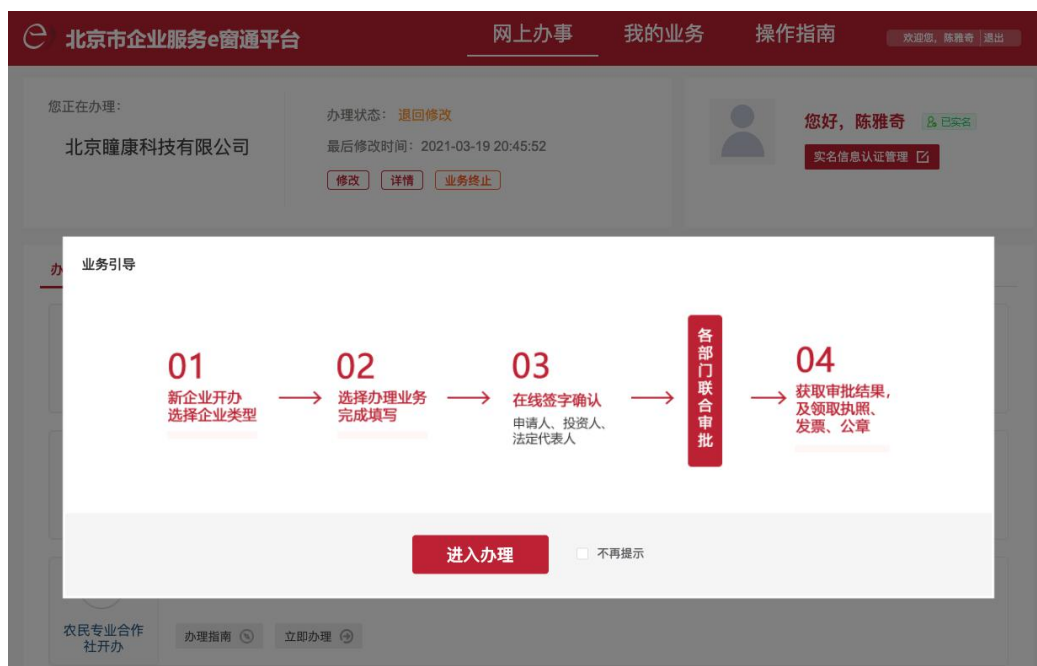 北京市企业服务e窗通平台
网上办事
我的业务
操作指南
欢迎您，陈雅奇
退出
您正在办理：
北京瞳康科技有限公司
办理状态：退回修改
最后修改时间：2021-03-19 20:45:52
修改
详情
业务终止
您好，陈雅奇
已实名
实名信息认证管理
办
业务引导
01
新企业开办
选择企业类型
02
选择办理业务
完成填写
03
在线签字确认
申请人、投资人、
法定代表人
各部门联合审批
04
获取审批结果，
及领取执照、
发票、公章
进入办理
不再提示
农民专业合作
社开办
办理指南
立即办理